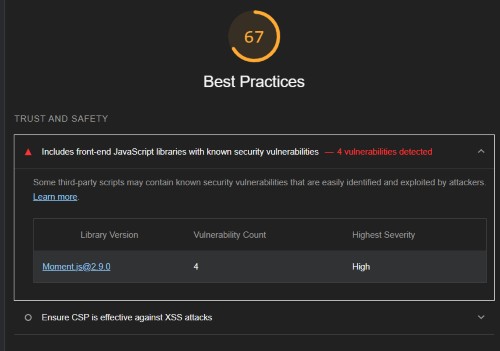 67
Best Practices
TRUST AND SAFETY
Includes front-end JavaScript libraries with known security vulnerabilities — 4 vulnerabilities detected
Some third-party scripts may contain known security vulnerabilities that are easily identified and exploited by attackers.
Learn more.
Library Version Vulnerability Count Highest Severity
Moment.js@2.9.0 4 High
Ensure CSP is effective against XSS attacks